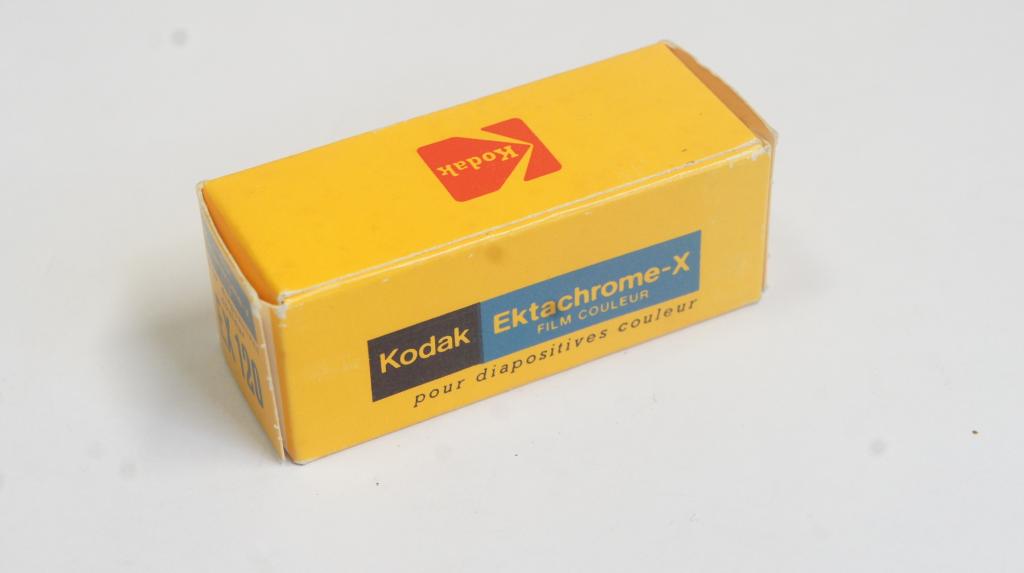 Kodak
Kodak
Ektachrome-X
FILM COULEUR
pour diapositives couleur
X 120